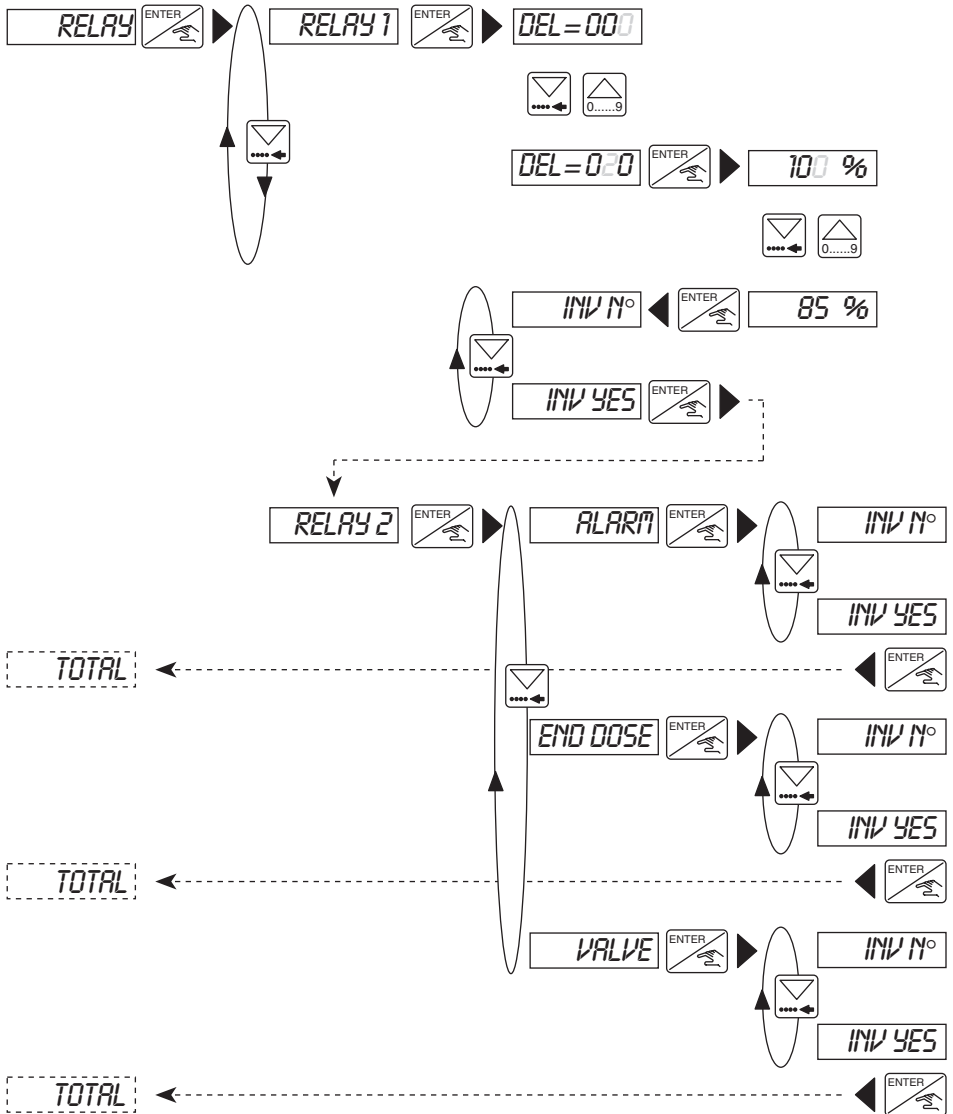 RELAY ENTER RELAY 1 ENTER DEL=000
0......9
DEL=020 ENTER 100 %
0......9
INV N° ENTER 85 %
INV YES ENTER
RELAY 2 ENTER ALARM ENTER INV N°
INV YES
TOTAL ENTER
END DOSE ENTER INV N°
INV YES
TOTAL ENTER
VALVE ENTER INV N°
INV YES
TOTAL ENTER